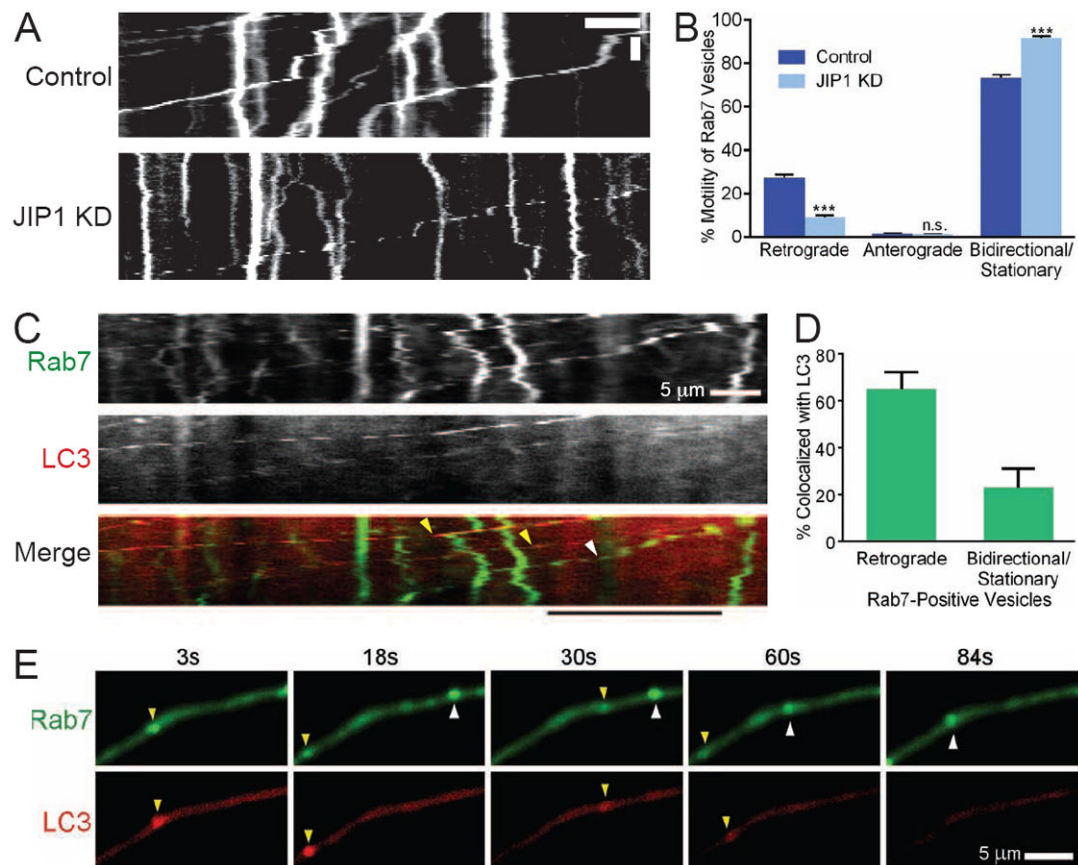 A
Control
JIP1 KD
B
% Motility of Rab7 Vesicles
100
80
60
40
20
0
Control
JIP1 KD
***
n.s.
***
Retrograde
Anterograde
Bidirectional/
Stationary
C
Rab7
5 μm
LC3
Merge
D
% Colocalized with LC3
80
60
40
20
0
Retrograde
Bidirectional/
Stationary
Rab7-Positive Vesicles
E
3s
18s
30s
60s
84s
Rab7
LC3
5 μm